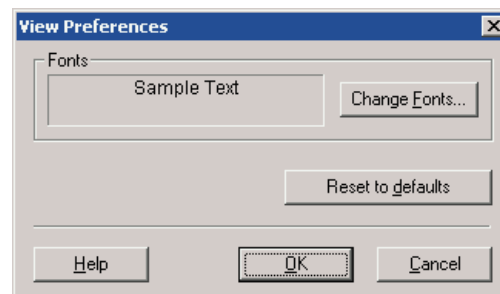 View Preferences
Fonts
Sample Text
Change Fonts...
Reset to defaults
Help
OK
Cancel